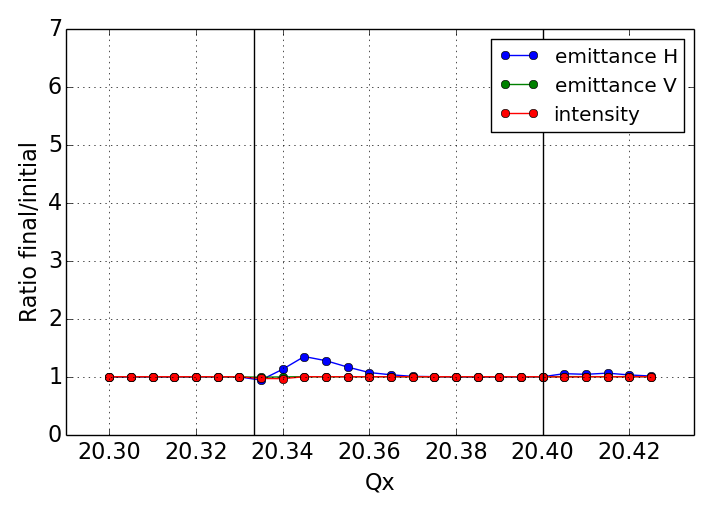 7
6
5
4
3
2
1
0
Ratio final/initial
emittance H
emittance V
intensity
20.30 20.32 20.34 20.36 20.38 20.40 20.42
Qx